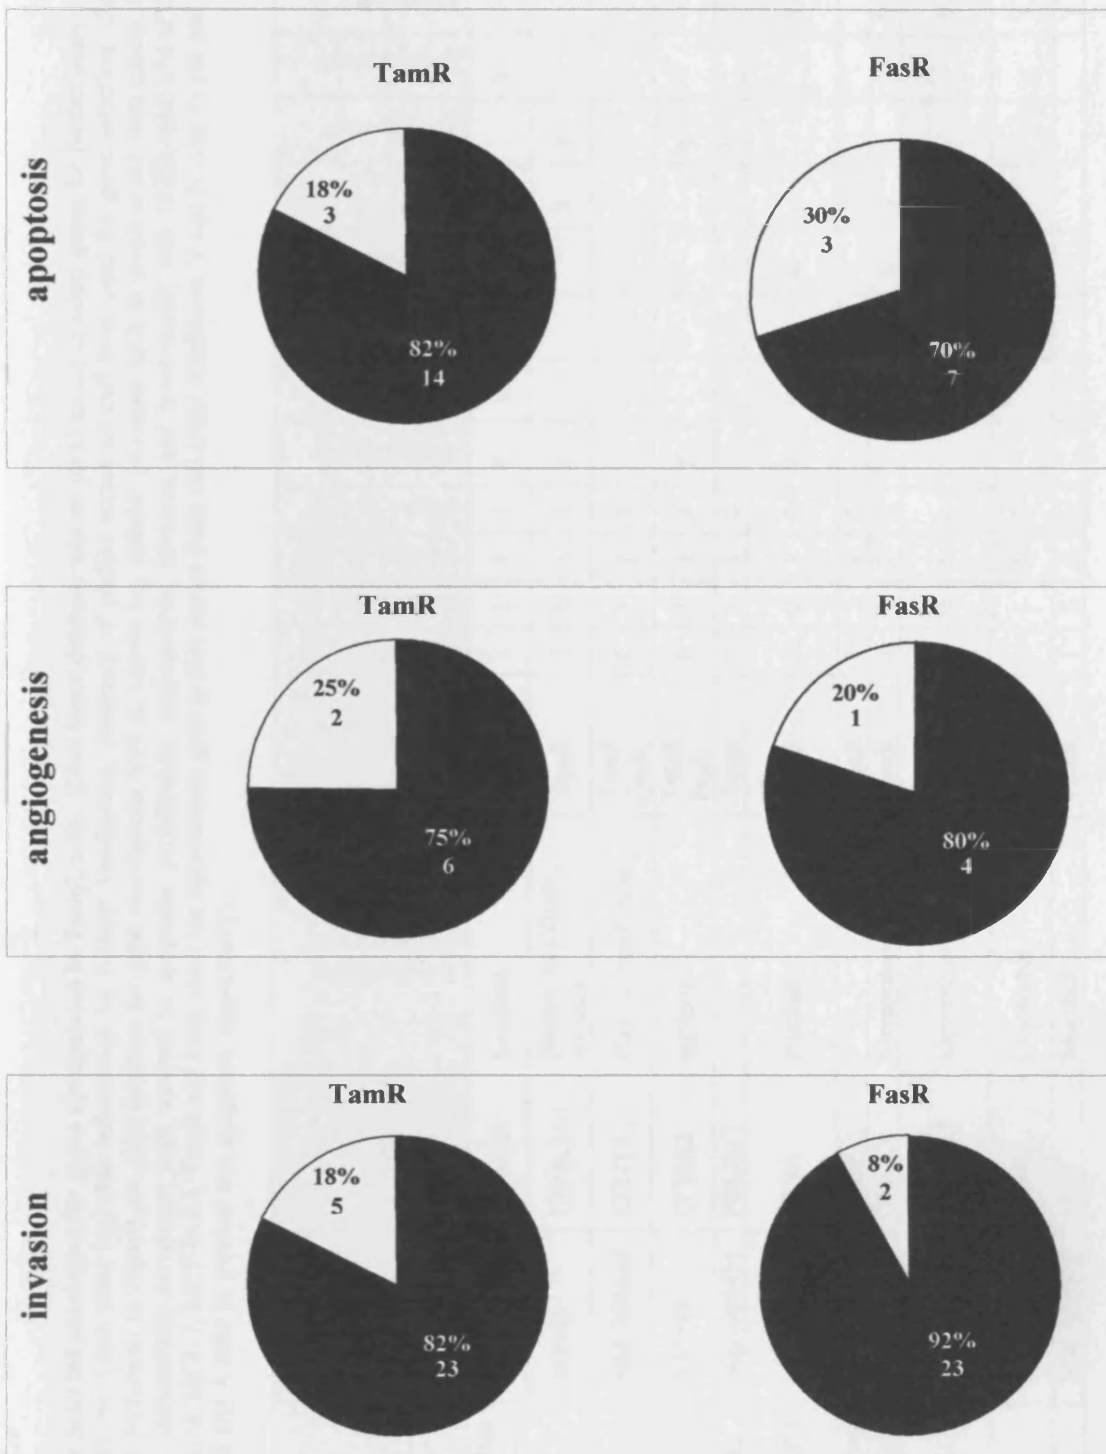 apoptosis
TamR
18%
3
82%
14
FasR
30%
3
70%
7
angiogenesis
TamR
25%
2
75%
6
FasR
20%
1
80%
4
invasion
TamR
18%
5
82%
23
FasR
8%
2
92%
23